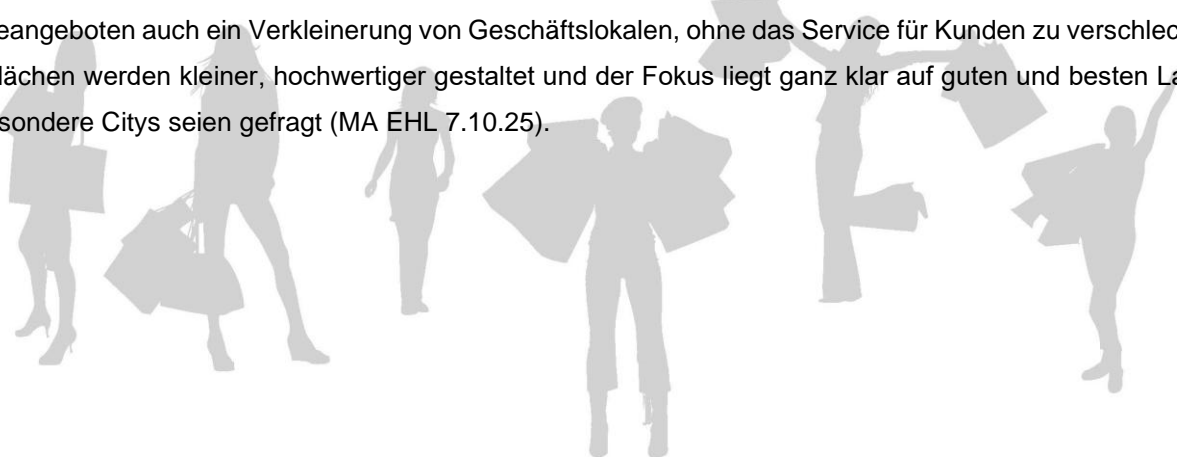 eangeboten auch ein Verkleinerung von Geschäftslokalen, ohne das Service für Kunden zu verschlec
lächen werden kleiner, hochwertiger gestaltet und der Fokus liegt ganz klar auf guten und besten La
sondere Citys seien gefragt (MA EHL 7.10.25).